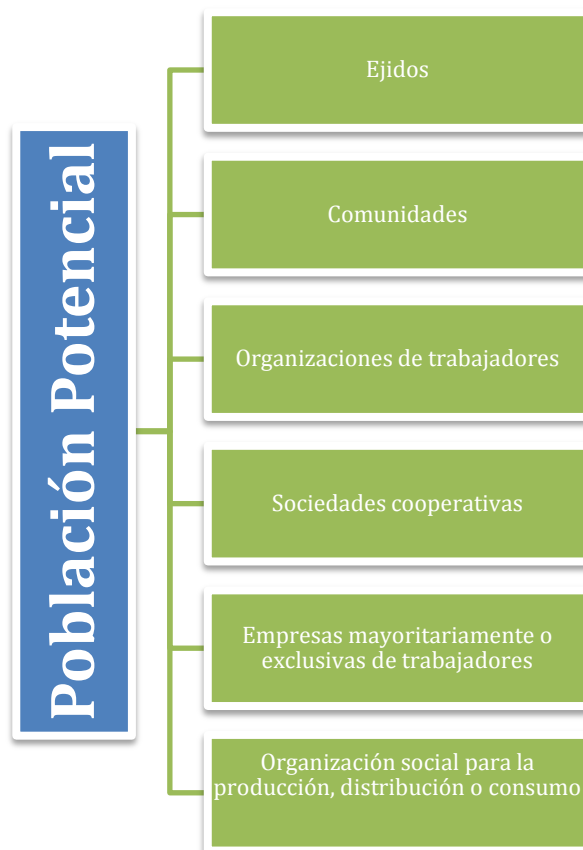 Población Potencial
Ejidos
Comunidades
Organizaciones de trabajadores
Sociedades cooperativas
Empresas mayoritariamente o
exclusivas de trabajadores
Organización social para la
producción, distribución o consumo